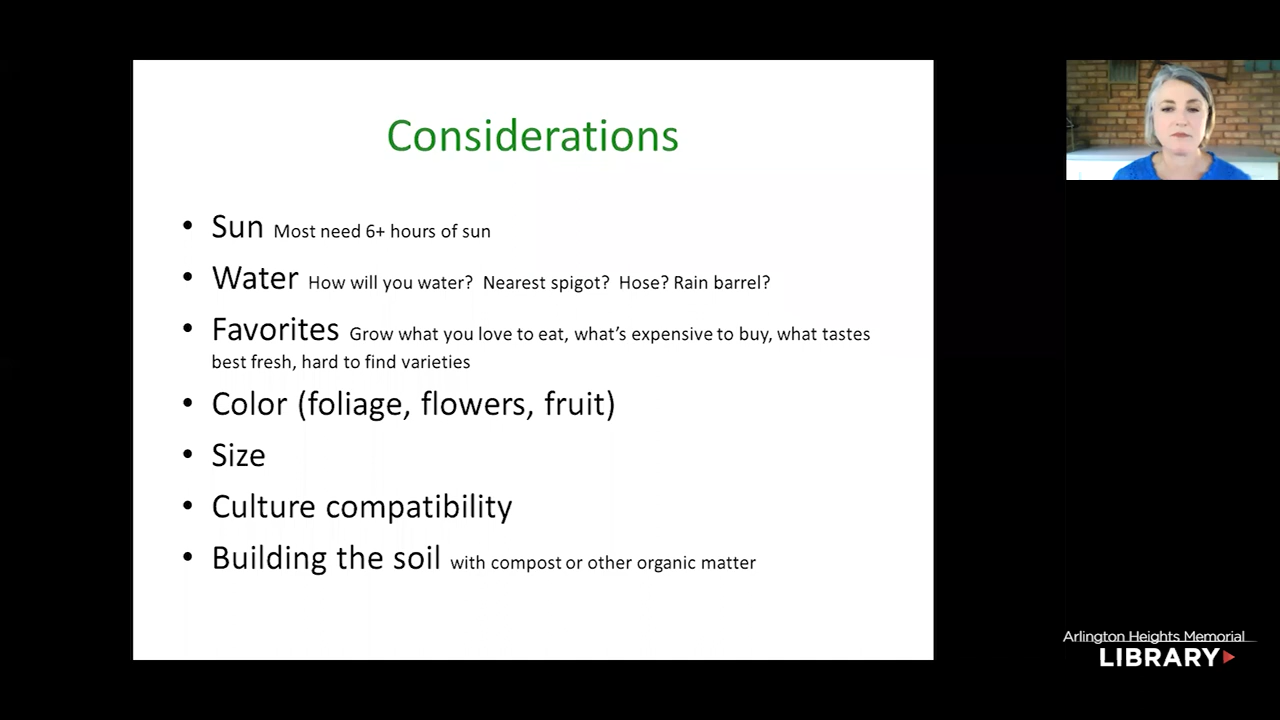 Considerations
• Sun Most need 6+ hours of sun
• Water How will you water?  Nearest spigot?  Hose? Rain barrel?
• Favorites Grow what you love to eat, what's expensive to buy, what tastes
best fresh, hard to find varieties
• Color (foliage, flowers, fruit)
• Size
• Culture compatibility
• Building the soil with compost or other organic matter
Arlington Heights Memorial
LIBRARY